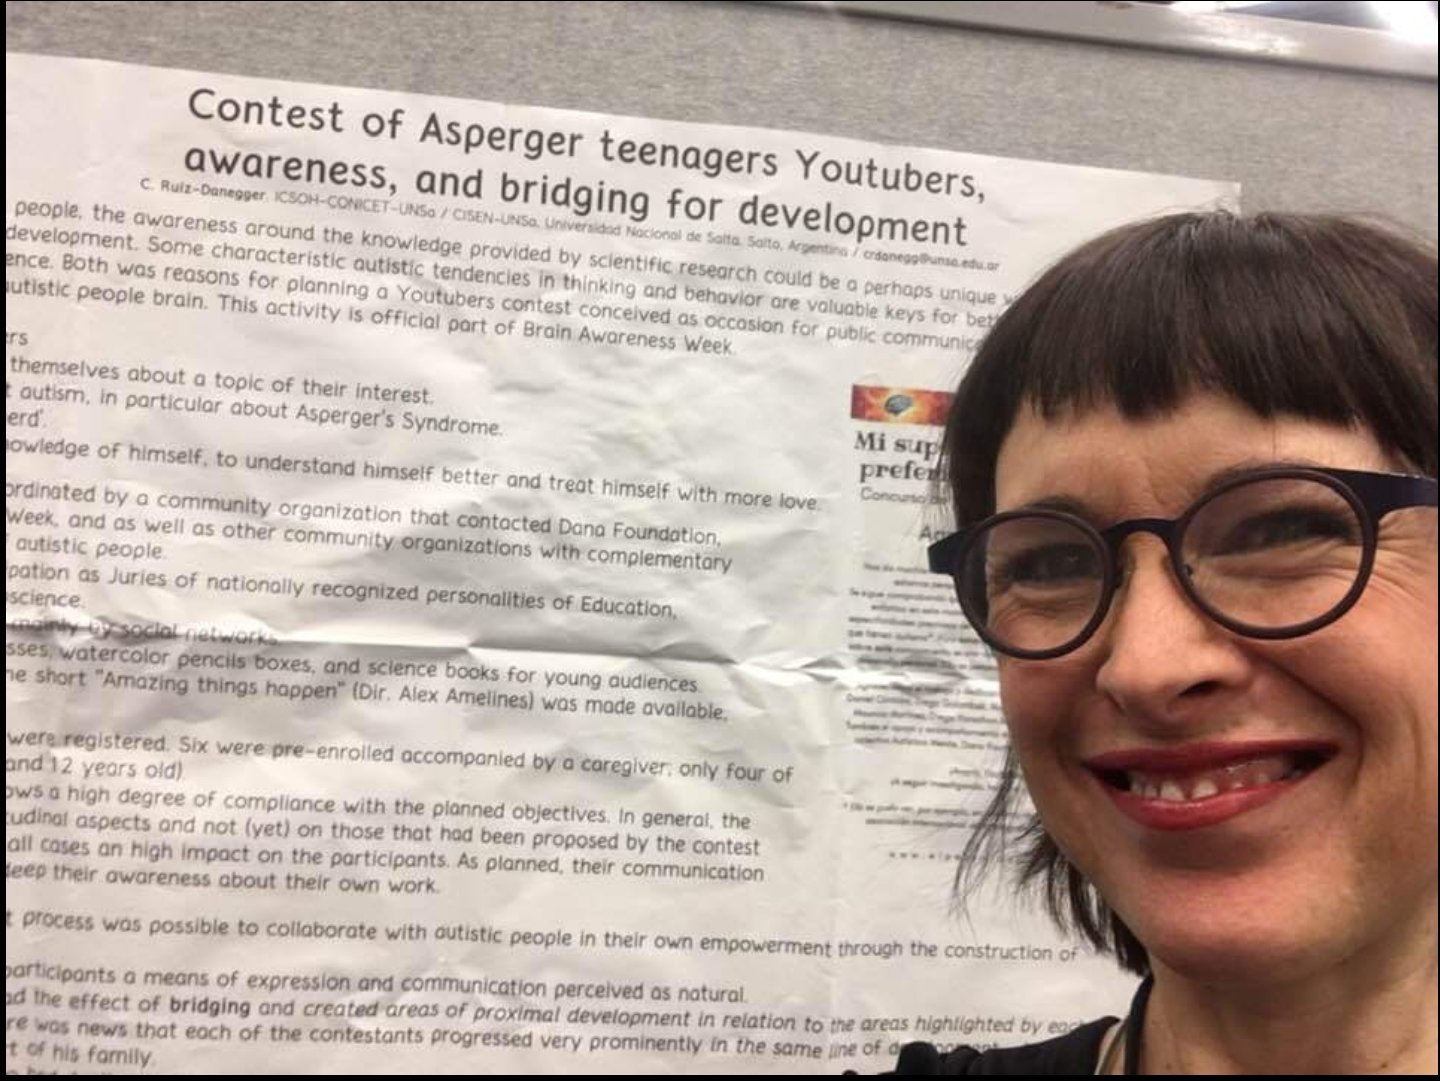 Contest of Asperger teenagers Youtubers,
awareness, and bridging for development
C. Ruiz-Danegger, ICSOH-CONICET-UNSa / CISEN-UNSa, Universidad Nacional de Salta, Salta, Argentina / crdanegg@unsa.edu.ar
people, the awareness around the knowledge provided by scientific research could be a perhaps unique
development. Some characteristic autistic tendencies in thinking and behavior are valuable keys for bet
ence. Both was reasons for planning a Youtubers contest conceived as occasion for public communic
utistic people brain. This activity is official part of Brain Awareness Week.
rs
themselves about a topic of their interest.
t autism, in particular about Asperger's Syndrome.
erd'.
owledge of himself, to understand himself better and treat himself with more love.
ordinated by a community organization that contacted Dana Foundation,
Week, and as well as other community organizations with complementary
autistic people.
pation as Juries of nationally recognized personalities of Education,
science.
mainly by social networks.
sses, watercolor pencils boxes, and science books for young audiences.
ne short "Amazing things happen" (Dir. Alex Amelines) was made available,
were registered. Six were pre-enrolled accompanied by a caregiver; only four of
and 12 years old)
ows a high degree of compliance with the planned objectives. In general, the
tudinal aspects and not (yet) on those that had been proposed by the contest
all cases an high impact on the participants. As planned, their communication
deep their awareness about their own work.
t process was possible to collaborate with autistic people in their own empowerment through the construction of
participants a means of expression and communication perceived as natural.
ad the effect of bridging and created areas of proximal development in relation to the areas highlighted by each
re was news that each of the contestants progressed very prominently in the same line of
t of his family.
Mi sup
prefer
Concurso